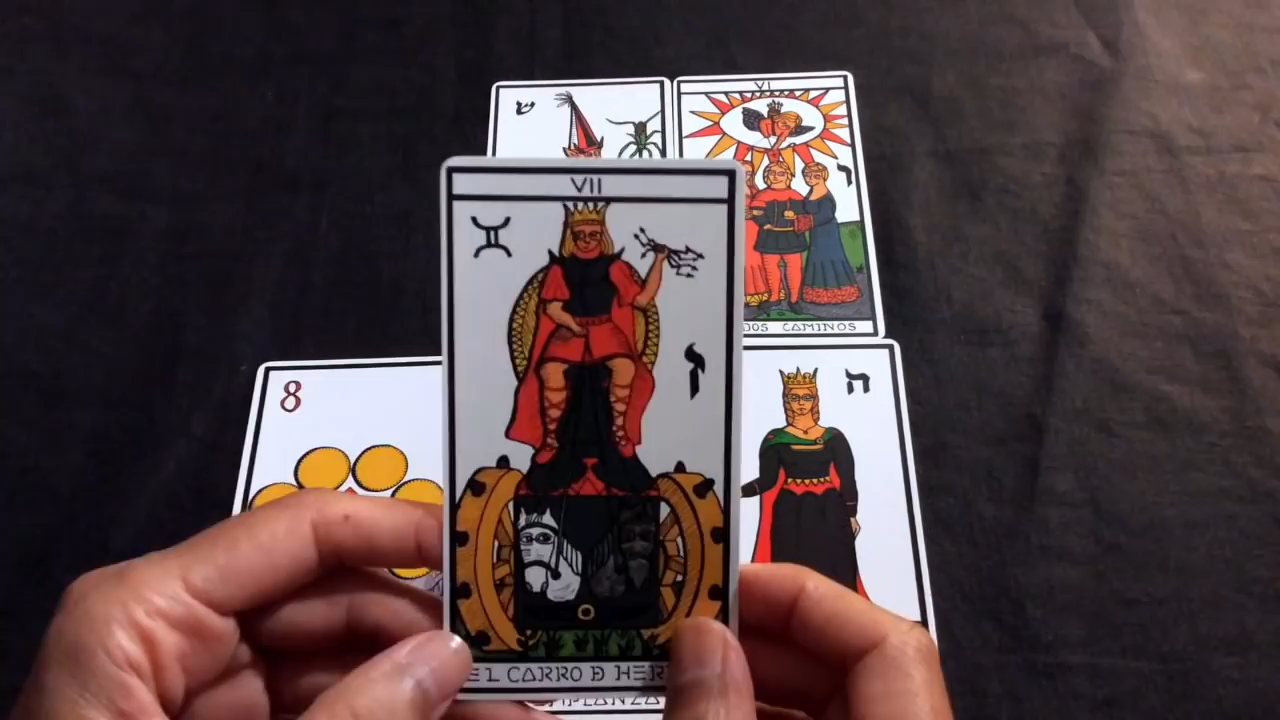 ש
VI
ו
DOS CAMINOS
VII
♊
ז
8
ה
EL CARRO D HER